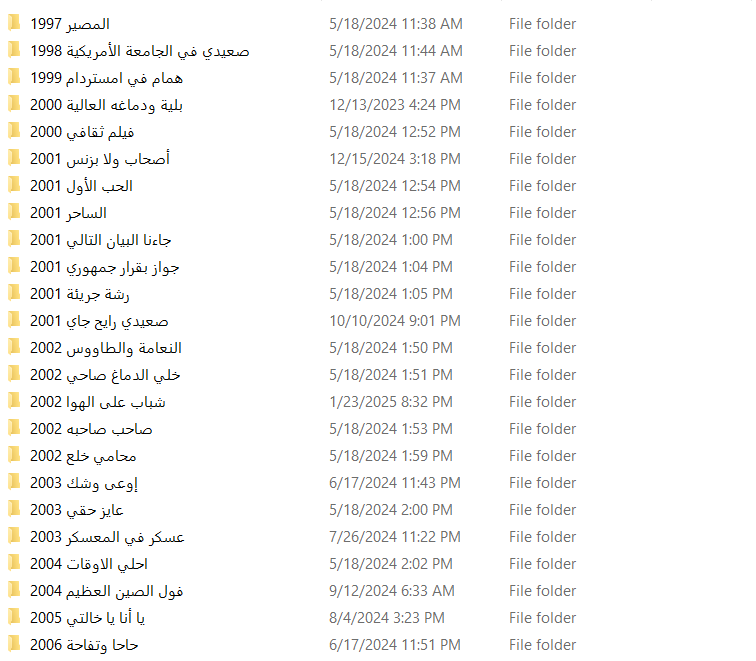 1997 المصير 5/18/2024 11:38 AM File folder
1998 صعيدي في الجامعة الأمريكية 5/18/2024 11:44 AM File folder
1999 همام في امستردام 5/18/2024 11:37 AM File folder
2000 بلية ودماغه العالية 12/13/2023 4:24 PM File folder
2000 فيلم ثقافي 5/18/2024 12:52 PM File folder
2001 أصحاب ولا بزنس 12/15/2024 3:18 PM File folder
2001 الحب الأول 5/18/2024 12:54 PM File folder
2001 الساحر 5/18/2024 12:56 PM File folder
2001 جاءنا البيان التالي 5/18/2024 1:00 PM File folder
2001 جواز بقرار جمهوري 5/18/2024 1:04 PM File folder
2001 رشة جريئة 5/18/2024 1:05 PM File folder
2001 صعيدي رايح جاي 10/10/2024 9:01 PM File folder
2002 النعامة والطاووس 5/18/2024 1:50 PM File folder
2002 خلي الدماغ صاحي 5/18/2024 1:51 PM File folder
2002 شباب على الهوا 1/23/2025 8:32 PM File folder
2002 صاحب صاحبه 5/18/2024 1:53 PM File folder
2002 محامي خلع 5/18/2024 1:59 PM File folder
2003 إوعى وشك 6/17/2024 11:43 PM File folder
2003 عايز حقي 5/18/2024 2:00 PM File folder
2003 عسكر في المعسكر 7/26/2024 11:22 PM File folder
2004 احلي الاوقات 5/18/2024 2:02 PM File folder
2004 فول الصين العظيم 9/12/2024 6:33 AM File folder
2005 يا أنا يا خالتي 8/4/2024 3:23 PM File folder
2006 حاحا وتفاحة 6/17/2024 11:51 PM File folder